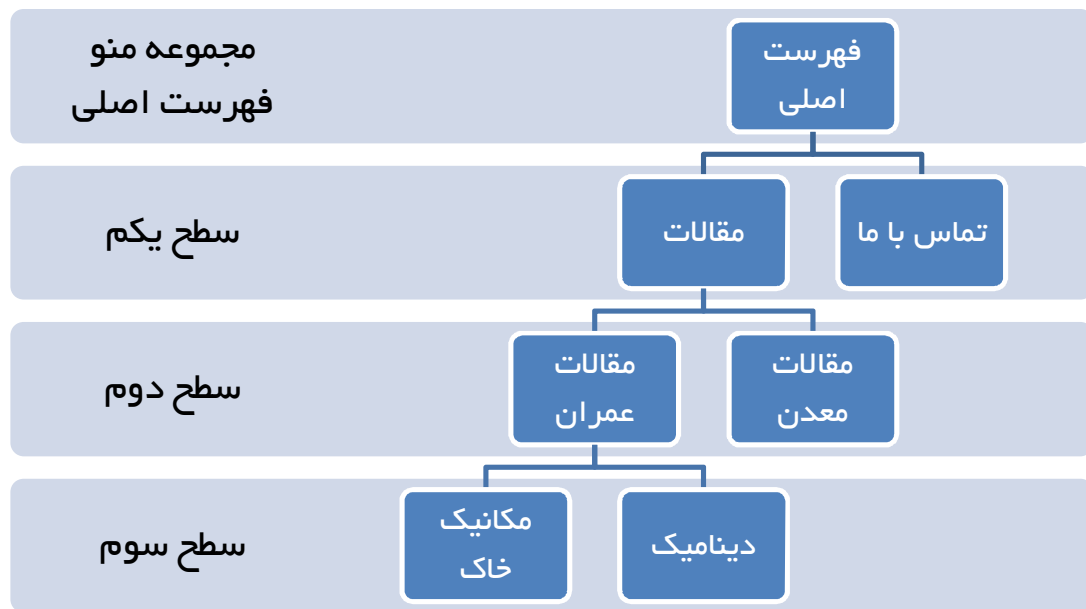 مجموعه منو
فهرست اصلی
فهرست
اصلی
سطح یکم
تماس با ما
مقالات
سطح دوم
مقالات
معدن
مقالات
عمران
سطح سوم
دینامیک
مکانیک
خاک